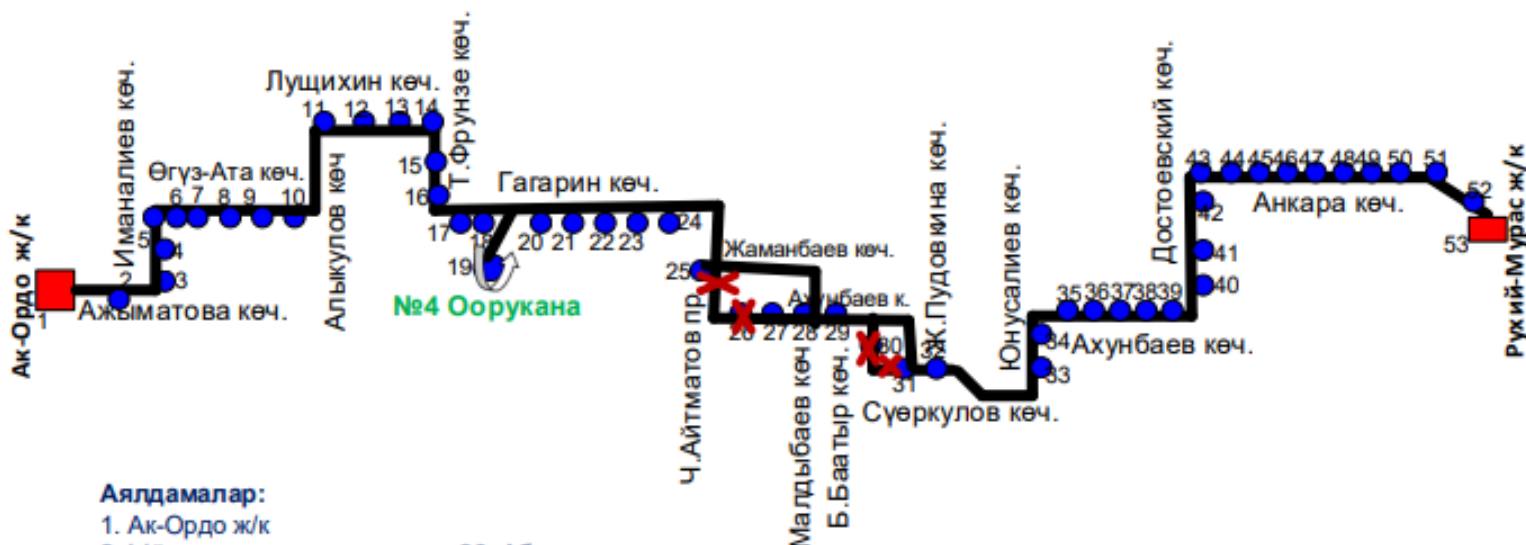 Ак-Ордо ж/к
1
2
Иманалиев көч.
Ажыматова көч.
3
4
5
Өгүз-Ата көч.
6 7 8 9 10
Алыкулов көч
Лущихин көч.
11 12 13 14
15
16
Т.Фрунзе көч.
Гагарин көч.
17 18
19
№4 Оорукана
20 21 22 23 24
25
Жаманбаев көч.
Ч.Айтматов пр
26 27 28 29
Ахунбаев к.
Малдыбаев көч
Б.Баатыр көч.
30
31
32
Ж.Пудовкина көч.
Сүөркулов көч.
Юнусалиев көч.
33
34
35 36 37 38 39
Ахунбаев көч.
40
41
42
Достоевский көч.
43 44 45 46 47 48 49 50 51
Анкара көч.
52
53
Рухий-Мурас ж/к
Аялдамалар:
1. Ак-Ордо ж/к